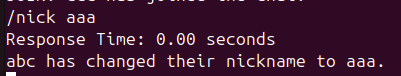 /nick aaa
Response Time: 0.00 seconds
abc has changed their nickname to aaa.